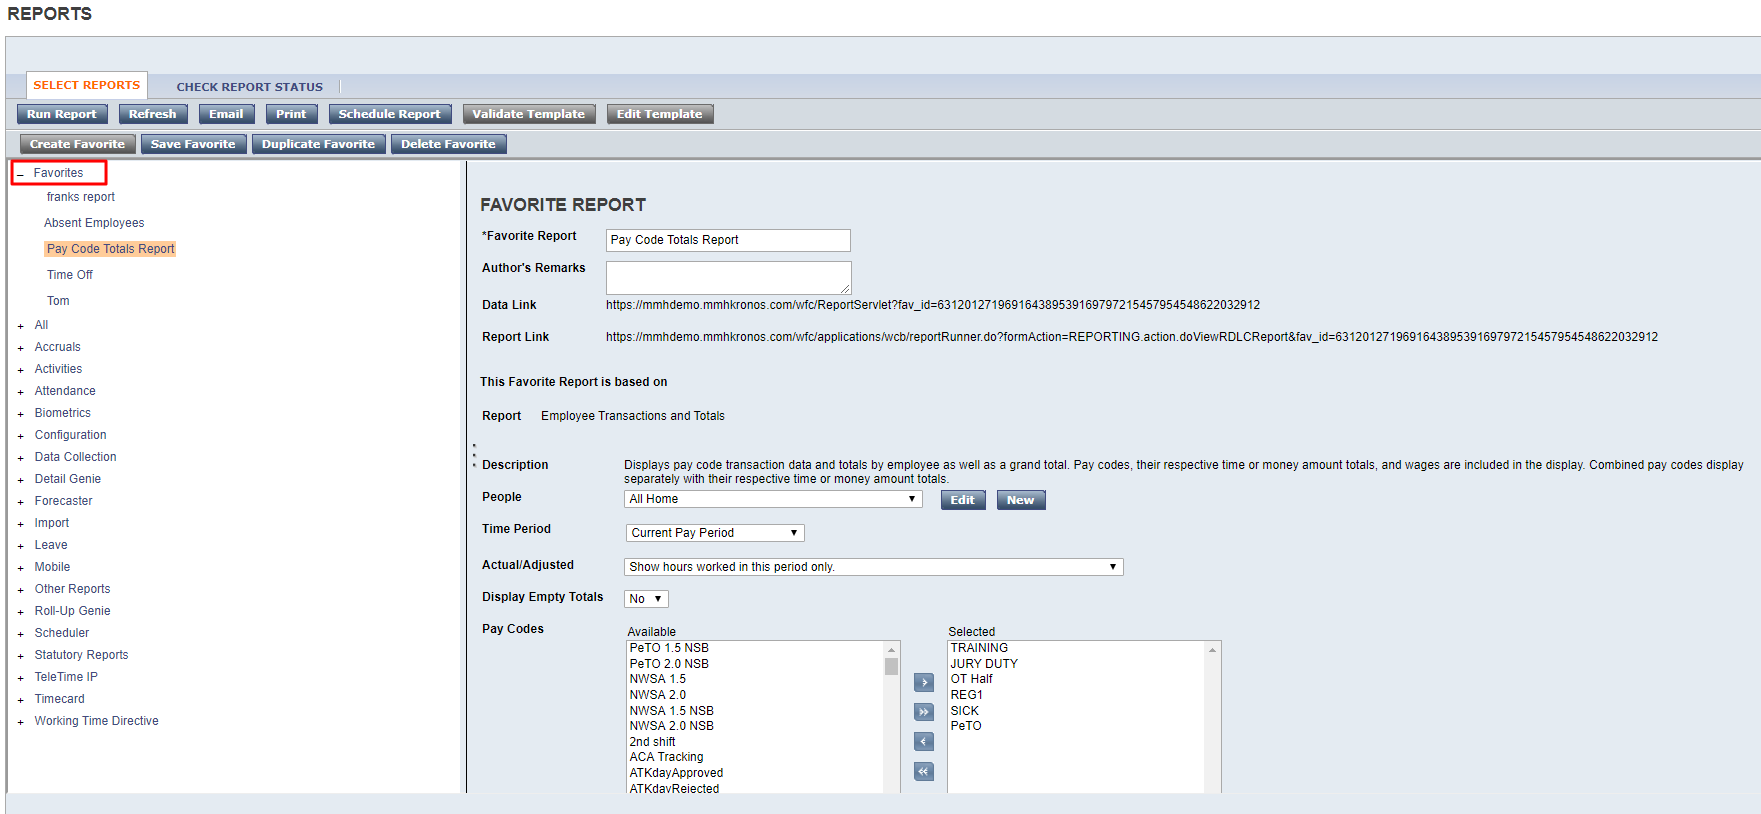 REPORTS
SELECT REPORTS
CHECK REPORT STATUS
Run Report
Refresh
Email
Print
Schedule Report
Validate Template
Edit Template
Create Favorite
Save Favorite
Duplicate Favorite
Delete Favorite
Favorites
franks report
Absent Employees
Pay Code Totals Report
Time Off
Tom
All
Accruals
Activities
Attendance
Biometrics
Configuration
Data Collection
Detail Genie
Forecaster
Import
Leave
Mobile
Other Reports
Roll-Up Genie
Scheduler
Statutory Reports
TeleTime IP
Timecard
Working Time Directive
FAVORITE REPORT
*Favorite Report
Pay Code Totals Report
Author's Remarks
Data Link
https://mmhdemo.mmhkronos.com/wfc/ReportServlet?fav_id=631201271969164389539169797215457954548622032912
Report Link
https://mmhdemo.mmhkronos.com/wfc/applications/wcb/reportRunner.do?formAction=REPORTING.action.doViewRDLCReport&fav_id=631201271969164389539169797215457954548622032912
This Favorite Report is based on
Report
Employee Transactions and Totals
Description
Displays pay code transaction data and totals by employee as well as a grand total. Pay codes, their respective time or money amount totals, and wages are included in the display. Combined pay codes display
separately with their respective time or money amount totals.
People
All Home
Edit
New
Time Period
Current Pay Period
Actual/Adjusted
Show hours worked in this period only.
Display Empty Totals
No
Pay Codes
Available
PeTO 1.5 NSB
PeTO 2.0 NSB
NWSA 1.5
NWSA 2.0
NWSA 1.5 NSB
NWSA 2.0 NSB
2nd shift
ACA Tracking
ATKdayApproved
ATKdayRejected
Selected
TRAINING
JURY DUTY
OT Half
REG1
SICK
PeTO